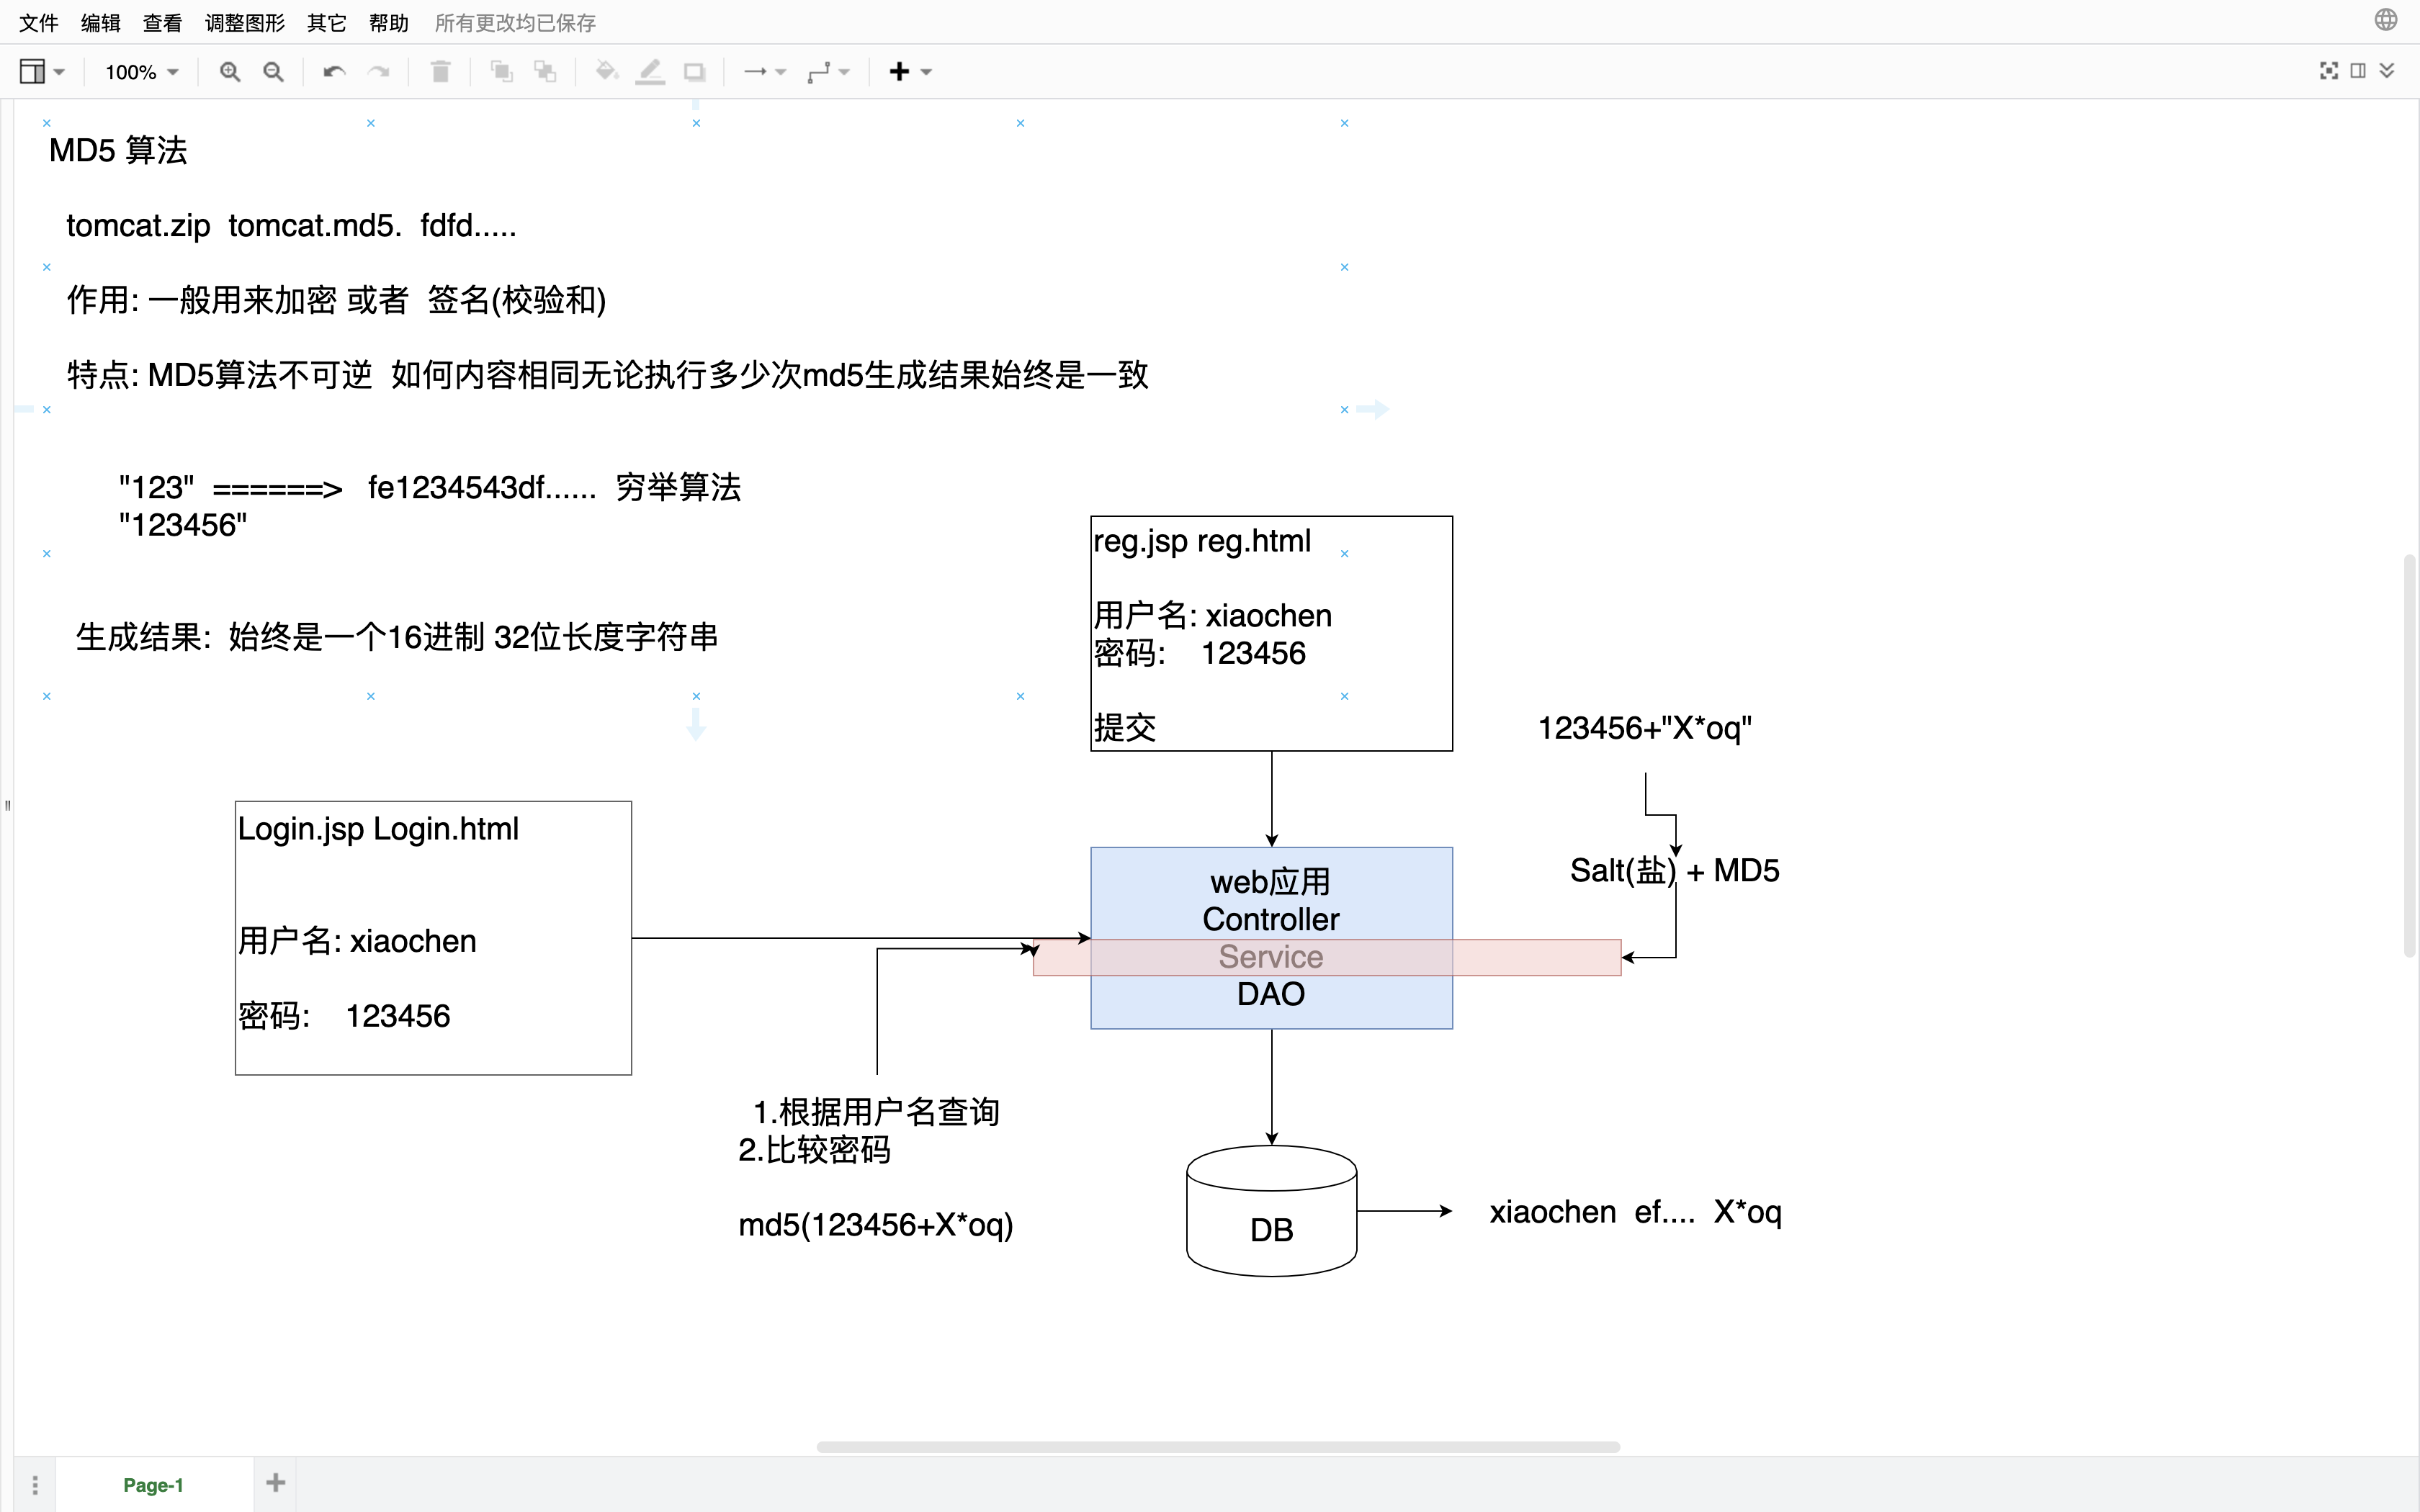 文件 编辑 查看 调整图形 其它 帮助 所有更改均已保存
100%
MD5 算法
tomcat.zip tomcat.md5. fdfd.....
作用: 一般用来加密 或者 签名(校验和)
特点: MD5算法不可逆 如何内容相同无论执行多少次md5生成结果始终是一致
"123" ======> fe1234543df...... 穷举算法
"123456"
生成结果: 始终是一个16进制 32位长度字符串
reg.jsp reg.html
用户名: xiaochen
密码: 123456
提交
123456+"X*oq"
Salt(盐) + MD5
Login.jsp Login.html
用户名: xiaochen
密码: 123456
web应用
Controller
Service
DAO
1.根据用户名查询
2.比较密码
md5(123456+X*oq)
DB
xiaochen ef.... X*oq
Page-1